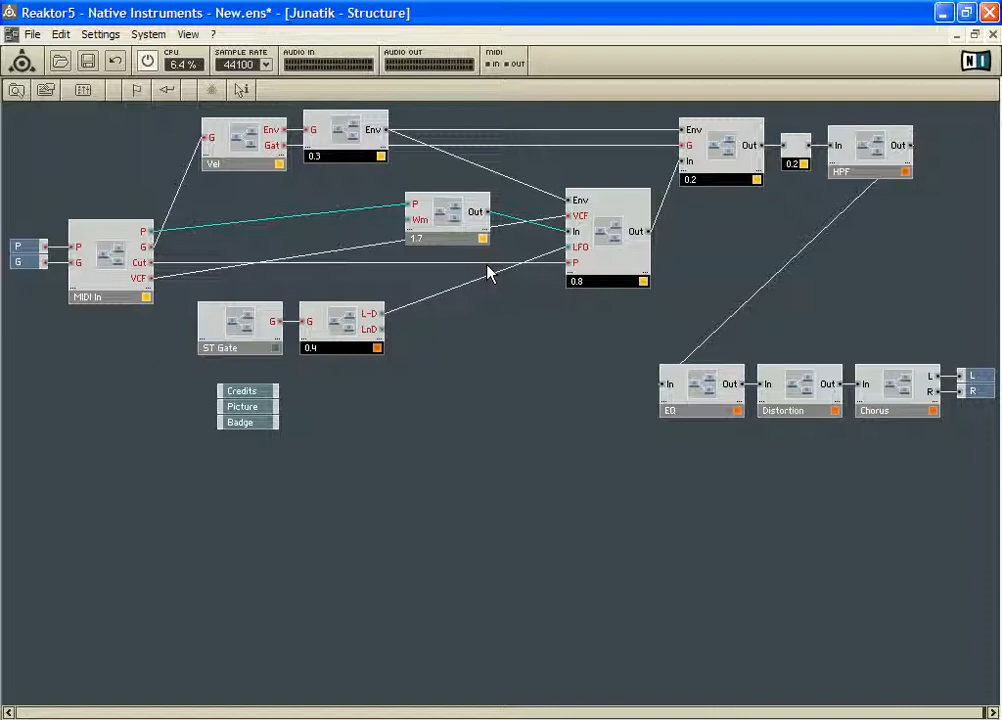 Reaktor5 - Native Instruments - New.ens* - [Junatik - Structure]
File Edit Settings System View ?
CPU
6.4 %
SAMPLE RATE
44100
AUDIO IN
AUDIO OUT
MIDI
IN OUT
NI
i
G Env
Gat
Vel
G Env
0.3
Env
G Out
In
0.2
0.2
In Out
HPF
P
Wm Out
1.7
Env
VCF
In Out
LFO
P
0.8
P
G
P P
G G
Cut
VCF
MIDI In
G
ST Gate
G L-D
LnD
0.4
Credits
Picture
Badge
In Out
EQ
In Out
Distortion
In L
R
Chorus
L
R